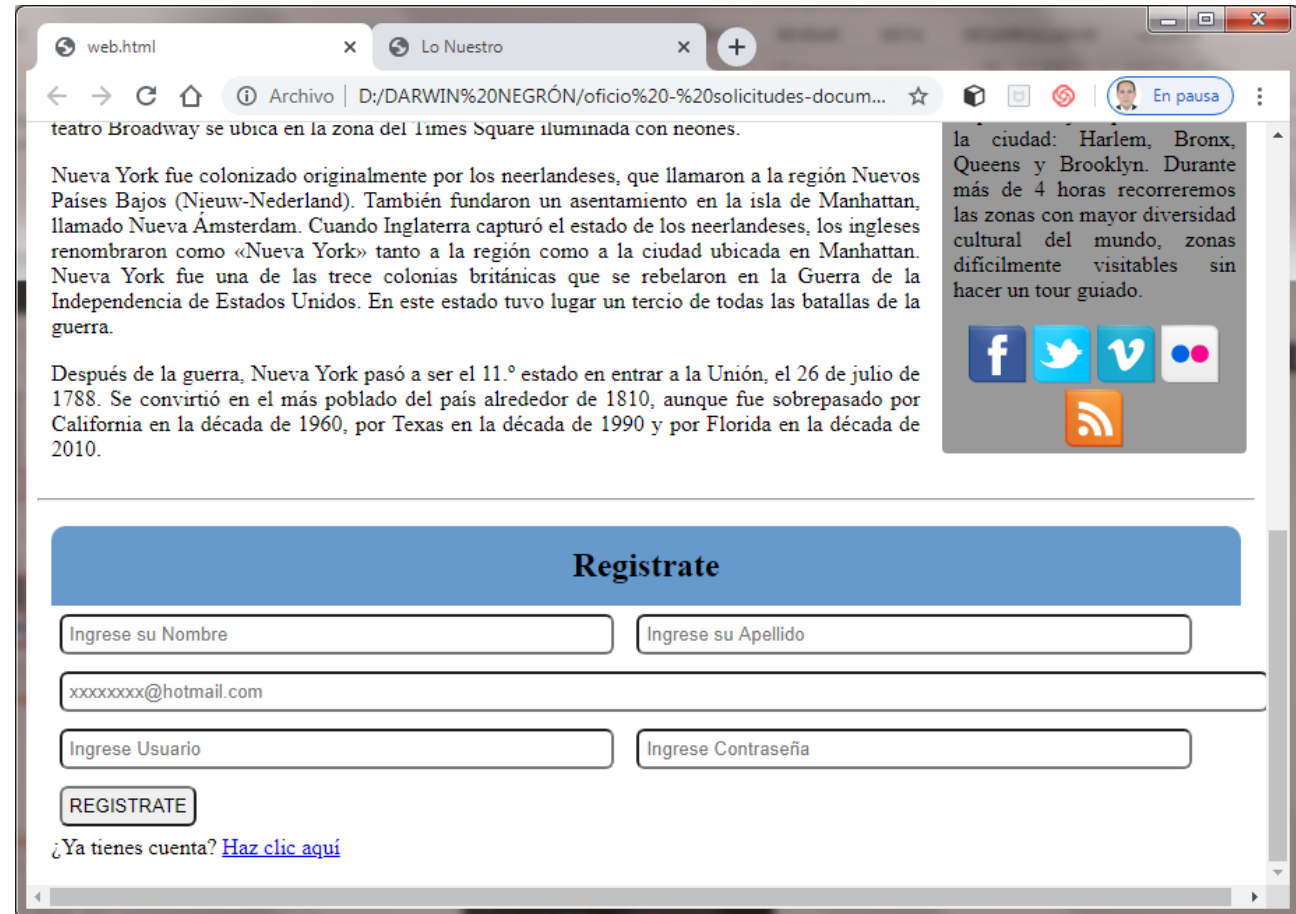 web.html
Lo Nuestro
Archivo
D:/DARWIN%20NEGRÓN/oficio%20-%20solicitudes-docum...
En pausa
teatro Broadway se ubica en la zona del Times Square iluminada con neones.
Nueva York fue colonizado originalmente por los neerlandeses, que llamaron a la región Nuevos
Países Bajos (Nieuw-Nederland). También fundaron un asentamiento en la isla de Manhattan,
llamado Nueva Ámsterdam. Cuando Inglaterra capturó el estado de los neerlandeses, los ingleses
renombraron como «Nueva York» tanto a la región como a la ciudad ubicada en Manhattan.
Nueva York fue una de las trece colonias británicas que se rebelaron en la Guerra de la
Independencia de Estados Unidos. En este estado tuvo lugar un tercio de todas las batallas de la
guerra.
Después de la guerra, Nueva York pasó a ser el 11.º estado en entrar a la Unión, el 26 de julio de
1788. Se convirtió en el más poblado del país alrededor de 1810, aunque fue sobrepasado por
California en la década de 1960, por Texas en la década de 1990 y por Florida en la década de
2010.
la ciudad: Harlem, Bronx,
Queens y Brooklyn. Durante
más de 4 horas recorreremos
las zonas con mayor diversidad
cultural del mundo, zonas
difícilmente visitables sin
hacer un tour guiado.
Registrate
Ingrese su Nombre
Ingrese su Apellido
xxxxxxxx@hotmail.com
Ingrese Usuario
Ingrese Contraseña
REGISTRATE
¿Ya tienes cuenta? Haz clic aquí